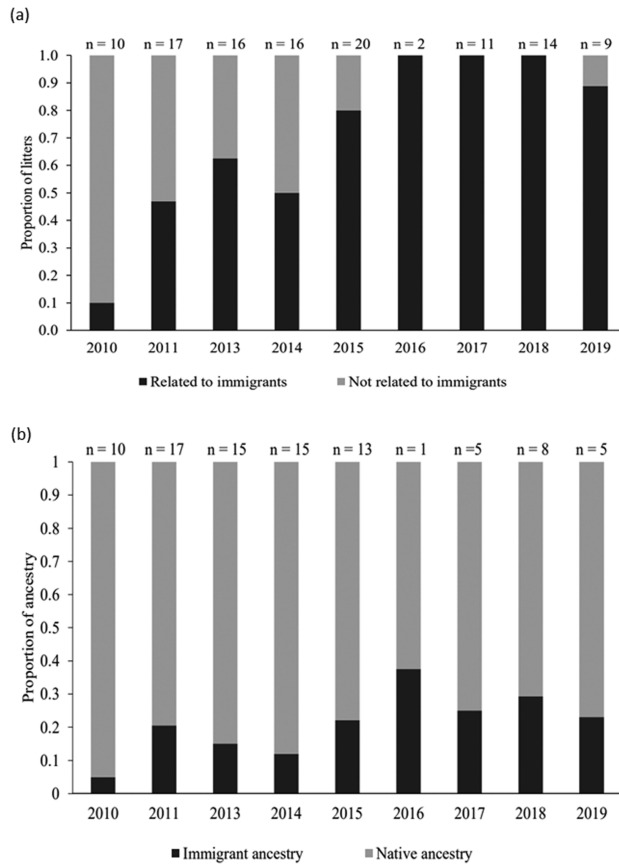 (a)
n = 10 n = 17 n = 16 n = 16 n = 20 n = 2 n = 11 n = 14 n = 9
Proportion of litters
1.0
0.9
0.8
0.7
0.6
0.5
0.4
0.3
0.2
0.1
0.0
2010 2011 2013 2014 2015 2016 2017 2018 2019
Related to immigrants Not related to immigrants
(b)
n = 10 n = 17 n = 15 n = 15 n = 13 n = 1 n =5 n = 8 n = 5
Proportion of ancestry
1
0.9
0.8
0.7
0.6
0.5
0.4
0.3
0.2
0.1
0
2010 2011 2013 2014 2015 2016 2017 2018 2019
Immigrant ancestry Native ancestry